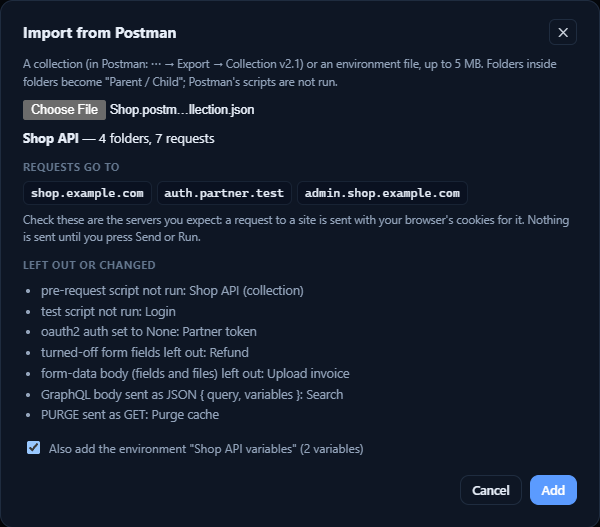 Import from Postman
A collection (in Postman: ··· → Export → Collection v2.1) or an environment file, up to 5 MB. Folders inside
folders become "Parent / Child"; Postman's scripts are not run.
Choose File Shop.postm...llection.json
Shop API — 4 folders, 7 requests
REQUESTS GO TO
shop.example.com auth.partner.test admin.shop.example.com
Check these are the servers you expect: a request to a site is sent with your browser's cookies for it. Nothing
is sent until you press Send or Run.
LEFT OUT OR CHANGED
• pre-request script not run: Shop API (collection)
• test script not run: Login
• oauth2 auth set to None: Partner token
• turned-off form fields left out: Refund
• form-data body (fields and files) left out: Upload invoice
• GraphQL body sent as JSON { query, variables }: Search
• PURGE sent as GET: Purge cache
Also add the environment "Shop API variables" (2 variables)
Cancel Add